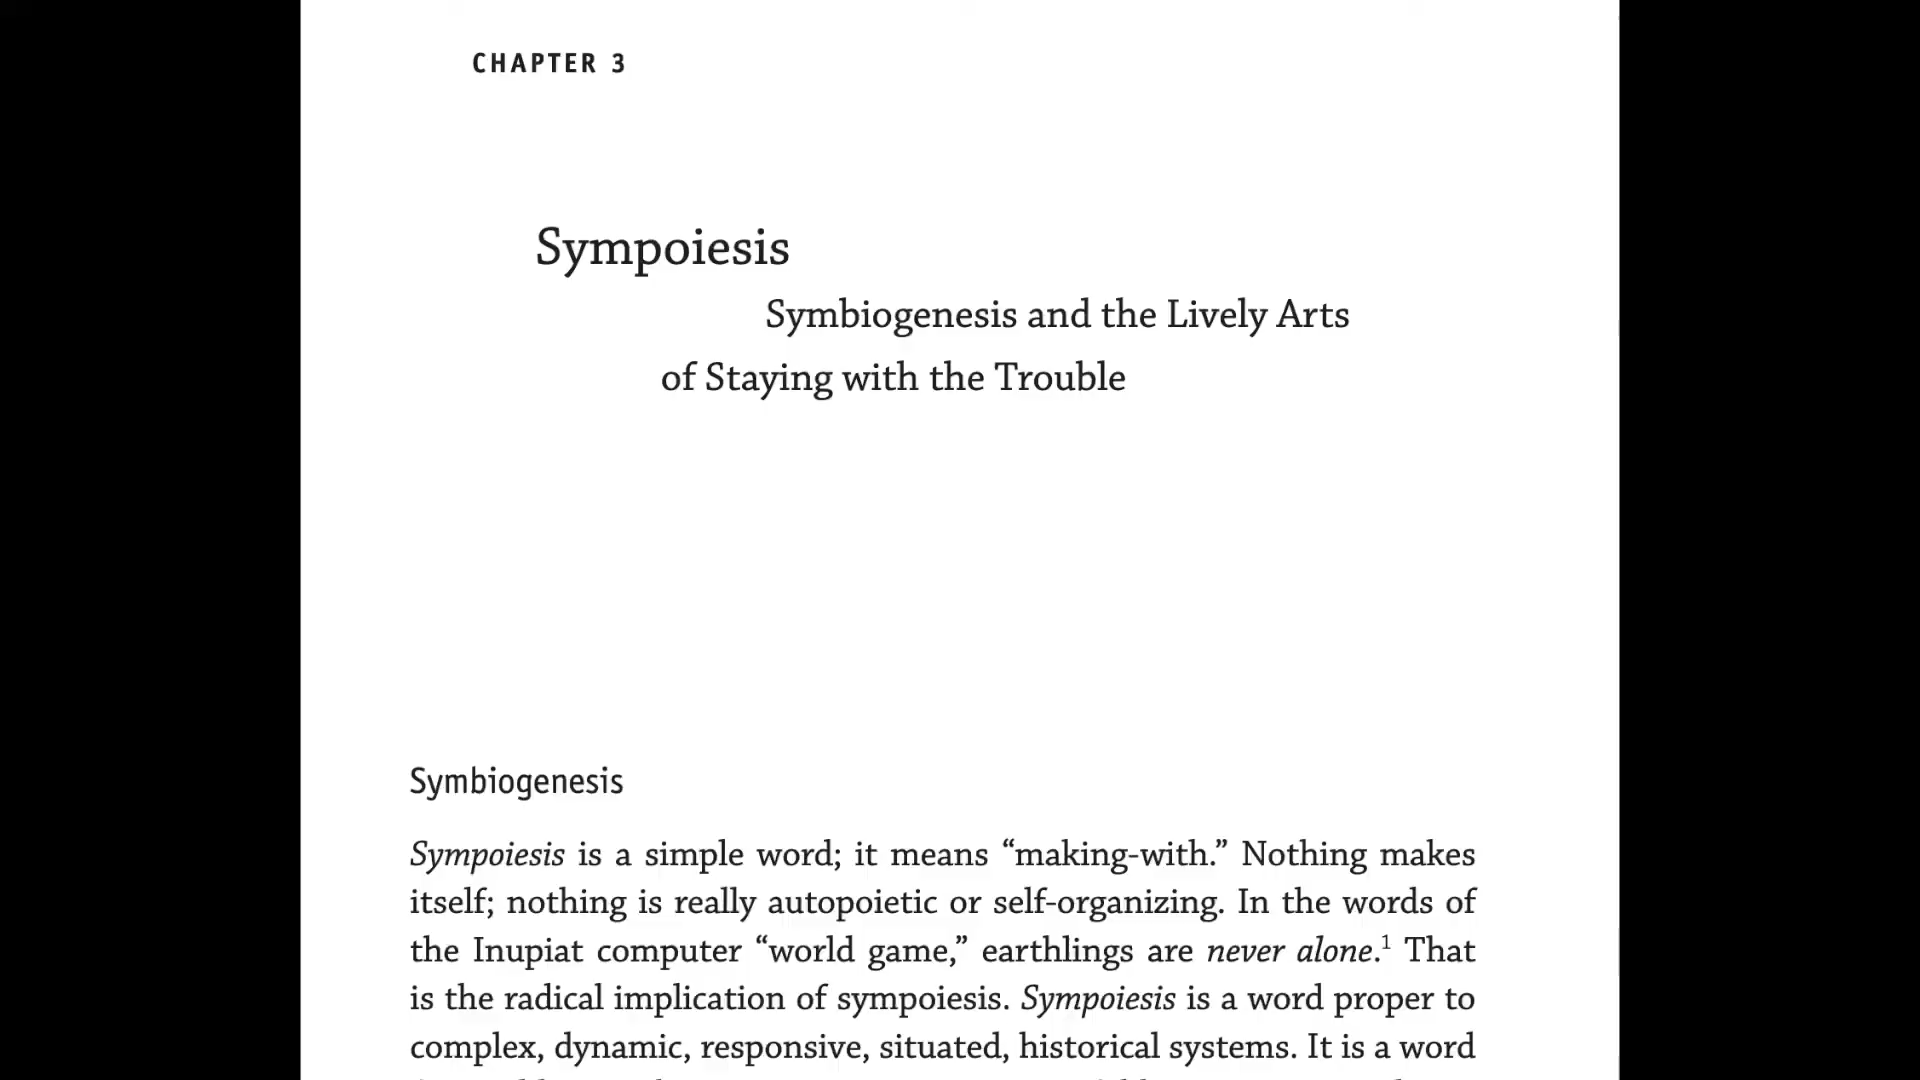 CHAPTER 3
Sympoiesis
Symbiogenesis and the Lively Arts
of Staying with the Trouble
Symbiogenesis
Sympoiesis is a simple word; it means “making-with.” Nothing makes
itself; nothing is really autopoietic or self-organizing. In the words of
the Inupiat computer “world game,” earthlings are never alone.1 That
is the radical implication of sympoiesis. Sympoiesis is a word proper to
complex, dynamic, responsive, situated, historical systems. It is a word